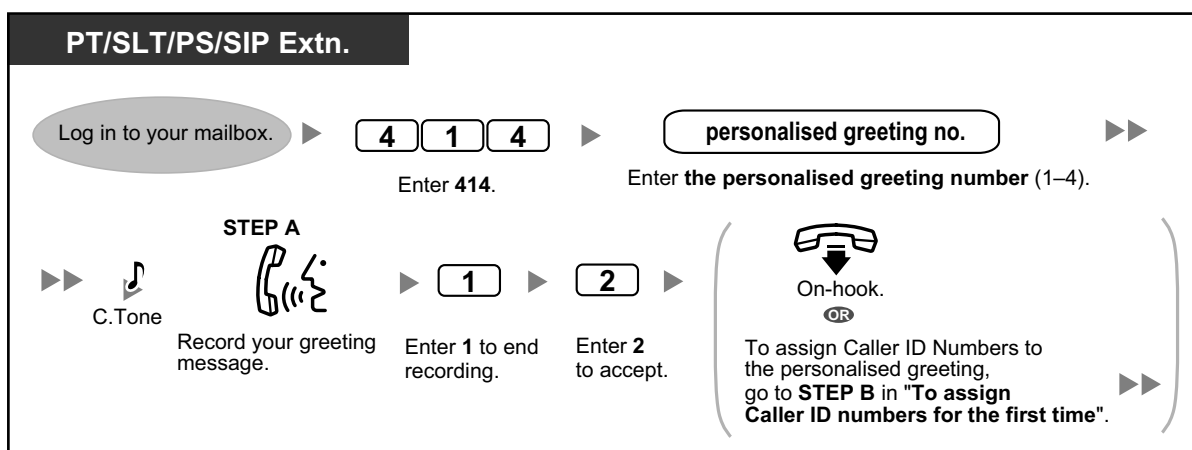 PT/SLT/PS/SIP Extn.
Log in to your mailbox.
4 1 4
personalised greeting no.
Enter 414.
Enter the personalised greeting number (1–4).
STEP A
C.Tone
Record your greeting
message.
1
Enter 1 to end
recording.
2
Enter 2
to accept.
On-hook.
OR
To assign Caller ID Numbers to
the personalised greeting,
go to STEP B in "To assign
Caller ID numbers for the first time".